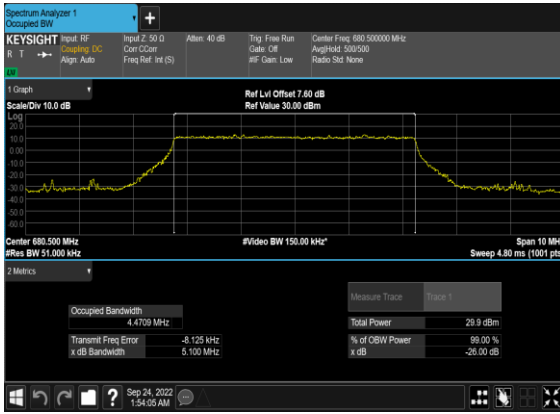 Spectrum Analyzer 1
Occupied BW
+
KEYSIGHT Input: RF Input Z: 50 Ω Atten: 40 dB Trig: Free Run Center Freq: 680.500000 MHz
R T Coupling: DC Corr CCorr Gate: Off Avg|Hold: 500/500
Align: Auto Freq Ref: Int (S) #IF Gain: Low Radio Std: None
1 Graph
Scale/Div 10.0 dB
Ref Lvl Offset 7.60 dB
Ref Value 30.00 dBm
Log
20.0
10.0
0.00
-10.0
-20.0
-30.0
-40.0
-50.0
-60.0
Center 680.500 MHz #Video BW 150.00 kHz* Span 10 MH
#Res BW 51.000 kHz Sweep 4.80 ms (1001 pts
2 Metrics
Measure Trace Trace 1
Occupied Bandwidth
4.4709 MHz
Total Power 29.9 dBm
Transmit Freq Error -8.125 kHz % of OBW Power 99.00 %
x dB Bandwidth 5.100 MHz x dB -26.00 dB
?
Sep 24, 2022
1:54:05 AM